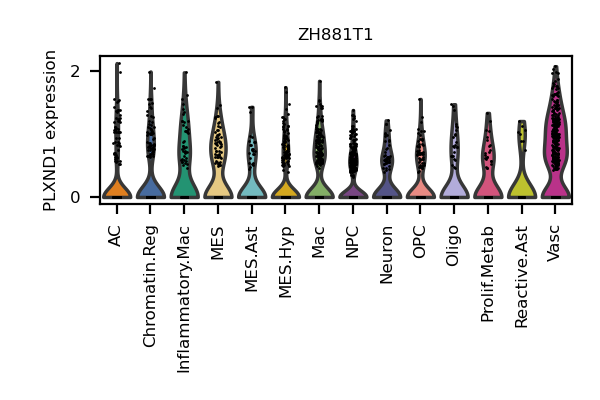 ZH881T1
PLXND1 expression
2
0
AC
Chromatin.Reg
Inflammatory.Mac
MES
MES.Ast
MES.Hyp
Mac
NPC
Neuron
OPC
Oligo
Prolif.Metab
Reactive.Ast
Vasc